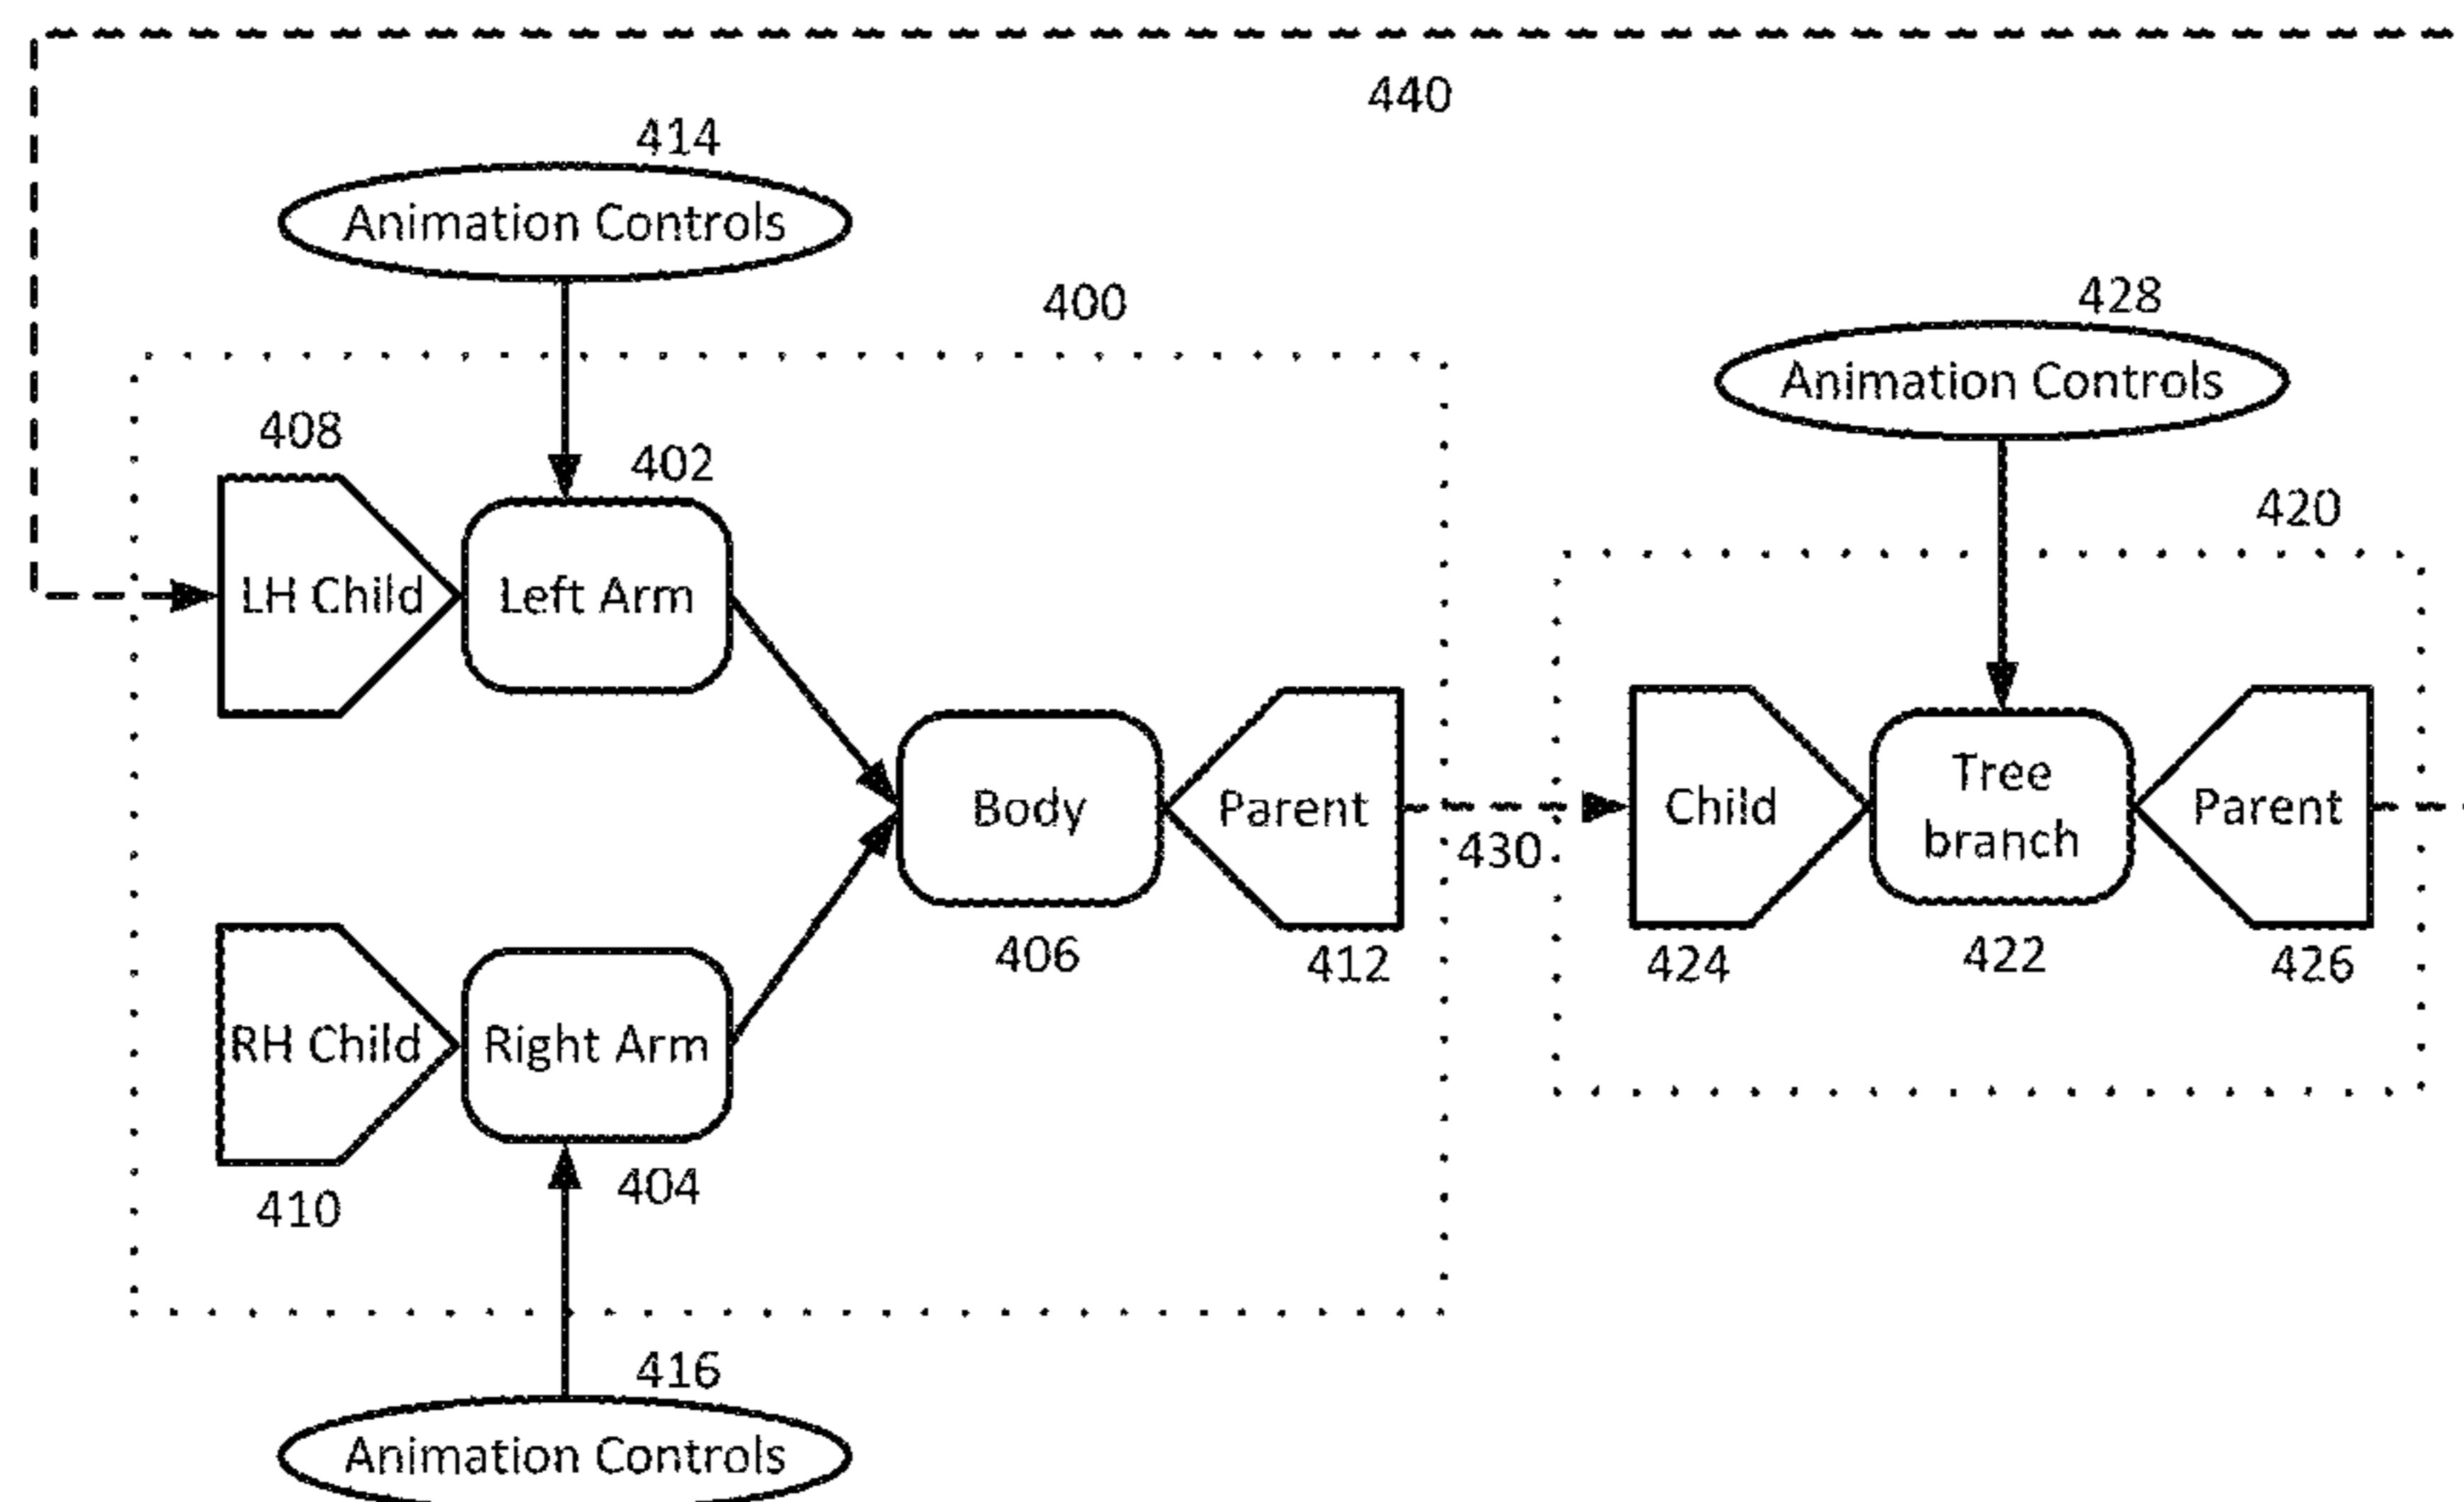 440
414
Animation Controls
400
428
Animation Controls
408
402
420
LH Child
Left Arm
Body
Parent
430
Child
Tree
branch
Parent
406
412
424
422
426
RH Child
Right Arm
410
404
416
Animation Controls